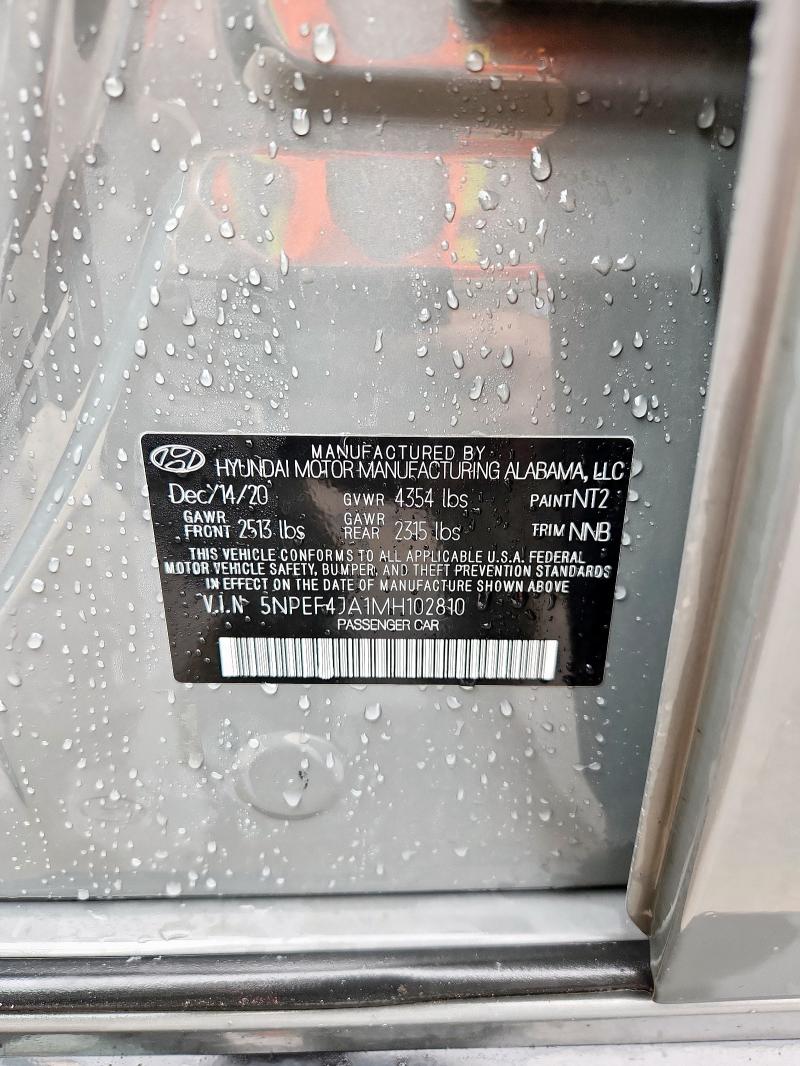 MANUFACTURED BY
HYUNDAI MOTOR MANUFACTURING ALABAMA, LLC
Dec/14/20 GVWR 4354 lbs PAINT NT2
GAWR FRONT 2513 lbs GAWR REAR 2315 lbs TRIM NNB
THIS VEHICLE CONFORMS TO ALL APPLICABLE U.S.A. FEDERAL
MOTOR VEHICLE SAFETY, BUMPER, AND THEFT PREVENTION STANDARDS
IN EFFECT ON THE DATE OF MANUFACTURE SHOWN ABOVE
V.I.N 5NPEF4JA1MH102810
PASSENGER CAR